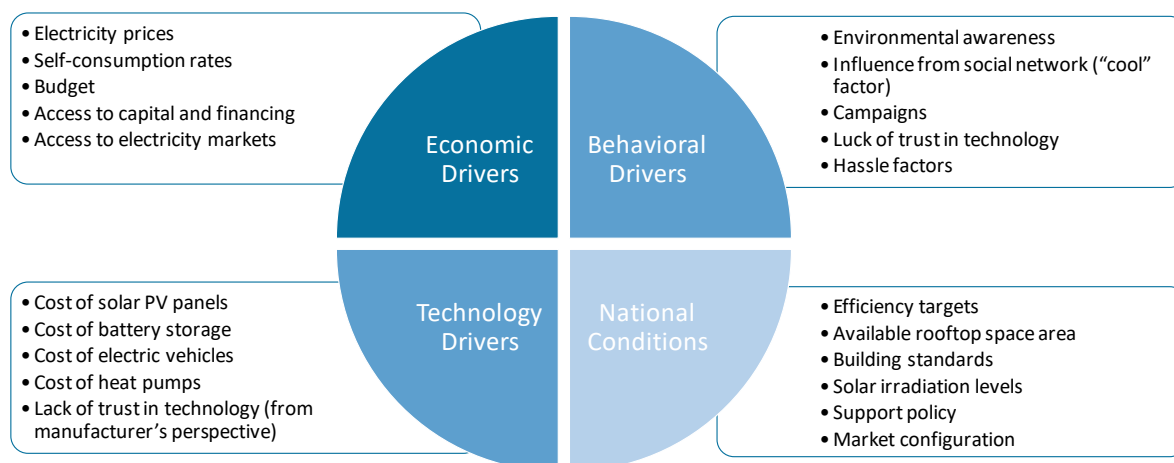 • Electricity prices
• Self-consumption rates
• Budget
• Access to capital and financing
• Access to electricity markets
Economic
Drivers
Behavioral
Drivers
• Environmental awareness
• Influence from social network (“cool”
factor)
• Campaigns
• Luck of trust in technology
• Hassle factors
• Cost of solar PV panels
• Cost of battery storage
• Cost of electric vehicles
• Cost of heat pumps
• Lack of trust in technology (from
manufacturer’s perspective)
Technology
Drivers
National
Conditions
• Efficiency targets
• Available rooftop space area
• Building standards
• Solar irradiation levels
• Support policy
• Market configuration